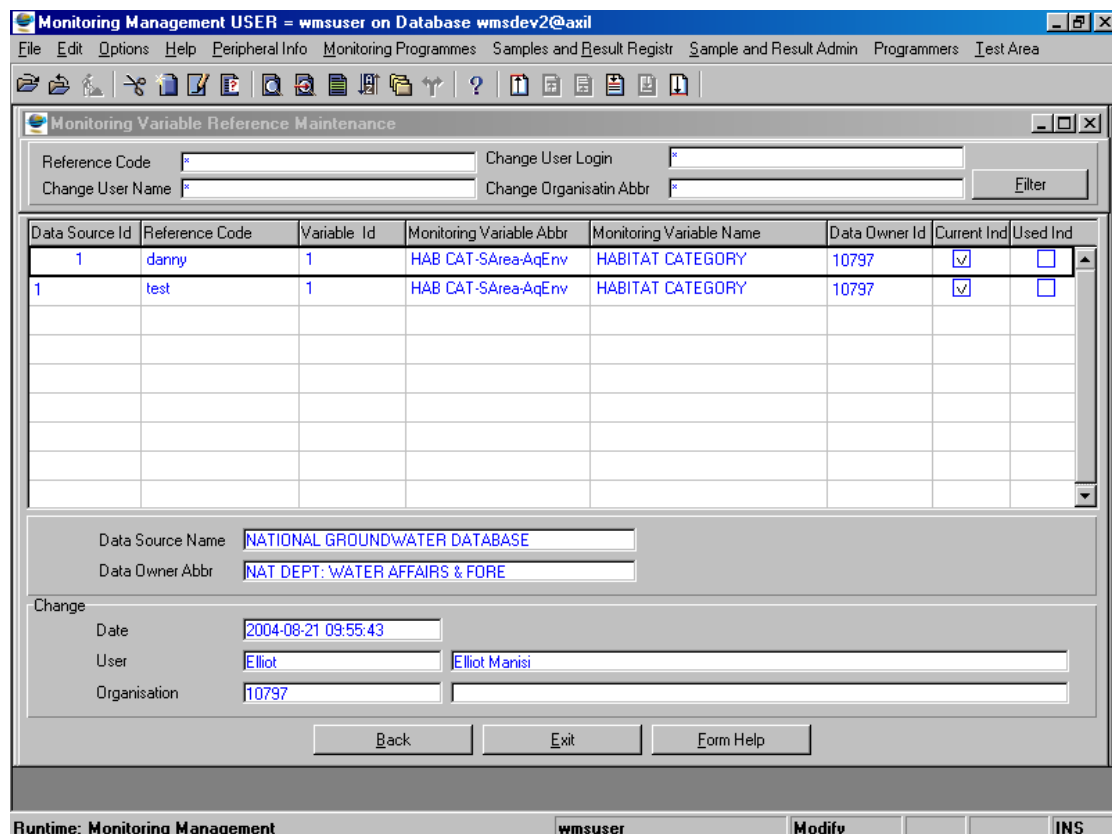 Monitoring Management USER = wmsuser on Database wmsdev2@axil
File Edit Options Help Peripheral Info Monitoring Programmes Samples and Result Registr Sample and Result Admin Programmers Test Area
Monitoring Variable Reference Maintenance
Reference Code * Change User Login *
Change User Name * Change Organisatin Abbr * Filter
Data Source Id Reference Code Variable Id Monitoring Variable Abbr Monitoring Variable Name Data Owner Id Current Ind Used Ind
1 danny 1 HAB CAT-SArea-AqEnv HABITAT CATEGORY 10797
1 test 1 HAB CAT-SArea-AqEnv HABITAT CATEGORY 10797
Data Source Name NATIONAL GROUNDWATER DATABASE
Data Owner Abbr NAT DEPT: WATER AFFAIRS & FORE
Change
Date 2004-08-21 09:55:43
User Elliot Elliot Manisi
Organisation 10797
Back Exit Form Help
Runtime: Monitoring Management wmsuser Modify INS